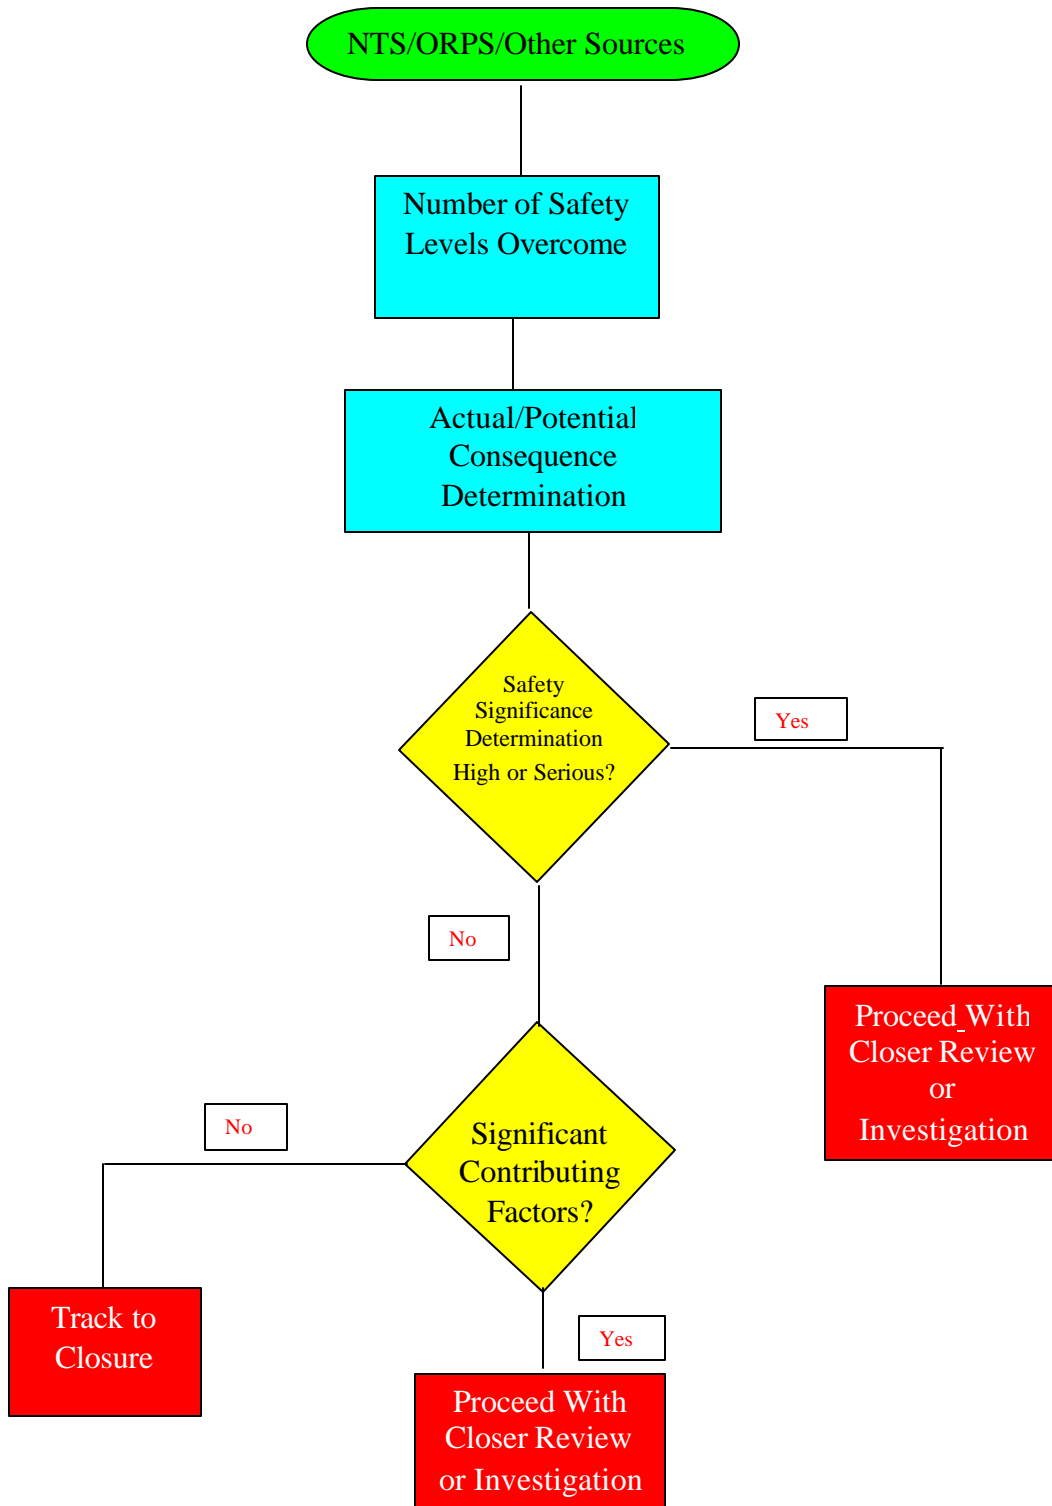 NTS/ORPS/Other Sources
Number of Safety
Levels Overcome
Actual/Potential
Consequence
Determination
Safety
Significance
Determination
High or Serious?
Yes
No
Proceed With
Closer Review
or
Investigation
No
Significant
Contributing
Factors?
Track to
Closure
Yes
Proceed With
Closer Review
or Investigation